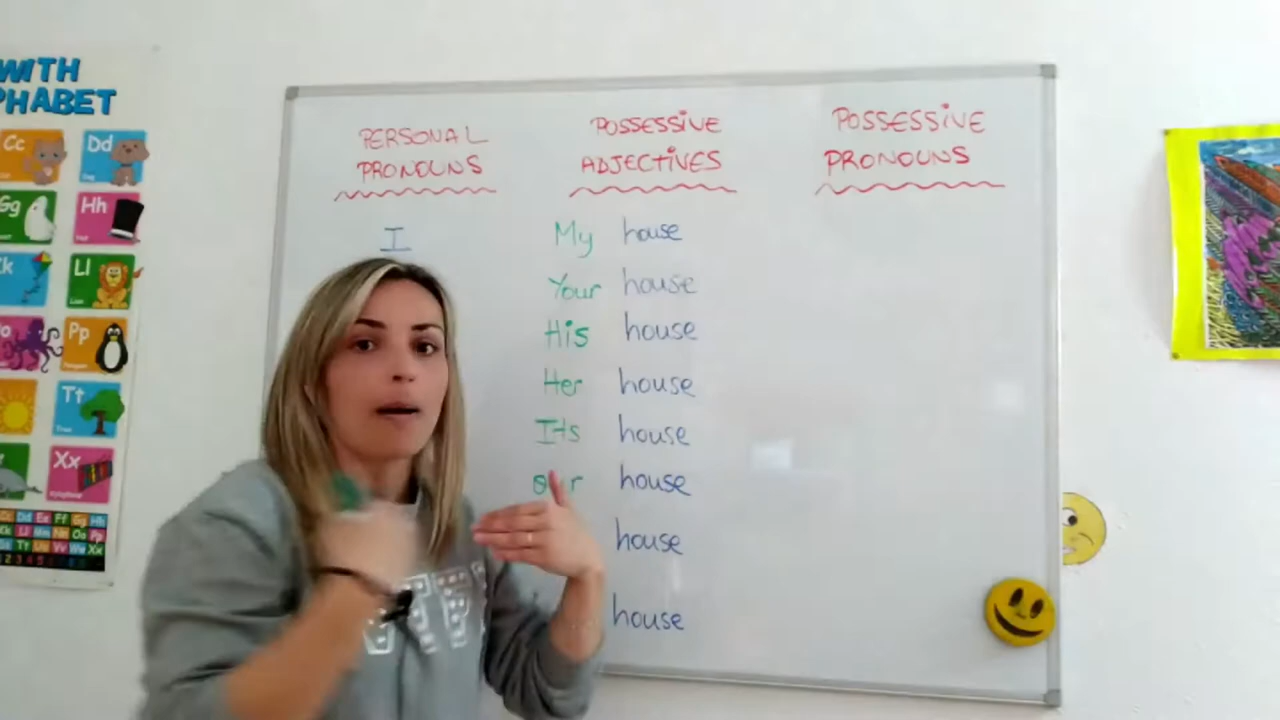 WITH
PHABET
Cc
Dd
Gg
Hh
Ll
Pp
Tt
Xx
PERSONAL
PRONOUNS
I
POSSESSIVE
ADJECTIVES
My house
Your house
His house
Her house
Its house
our house
house
house
POSSESSIVE
PRONOUNS